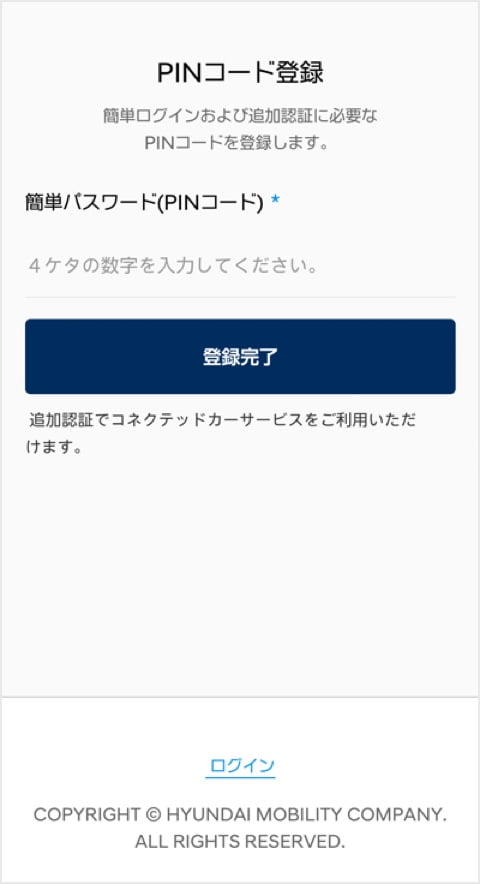 PINコード登録
簡単ログインおよび追加認証に必要な
PINコードを登録します。
簡単パスワード(PINコード) *
４ケタの数字を入力してください。
登録完了
追加認証でコネクテッドカーサービスをご利用いただ
けます。
ログイン
COPYRIGHT © HYUNDAI MOBILITY COMPANY.
ALL RIGHTS RESERVED.